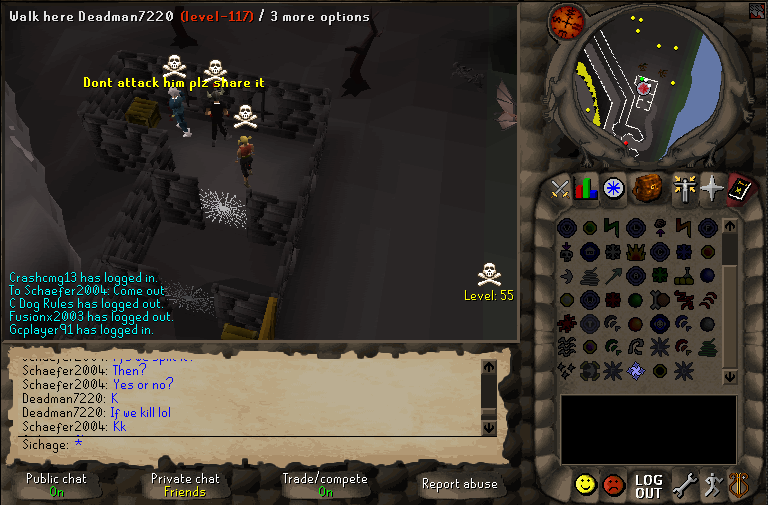 Walk here Deadman7220 (level-117) / 3 more options
Dont attack him plz share it
Crashcmg13 has logged in.
To Schaefer2004: Come out
C Dog Rules has logged out.
Fusionx2003 has logged out.
Gcplayer91 has logged in.
Level: 55
Schaefer2004: Then?
Schaefer2004: Yes or no?
Deadman7220: K
Deadman7220: If we kill lol
Schaefer2004: Kk
Sichage: *
Public chat
On
Private chat
Friends
Trade/compete
On
Report abuse
LOG
OUT